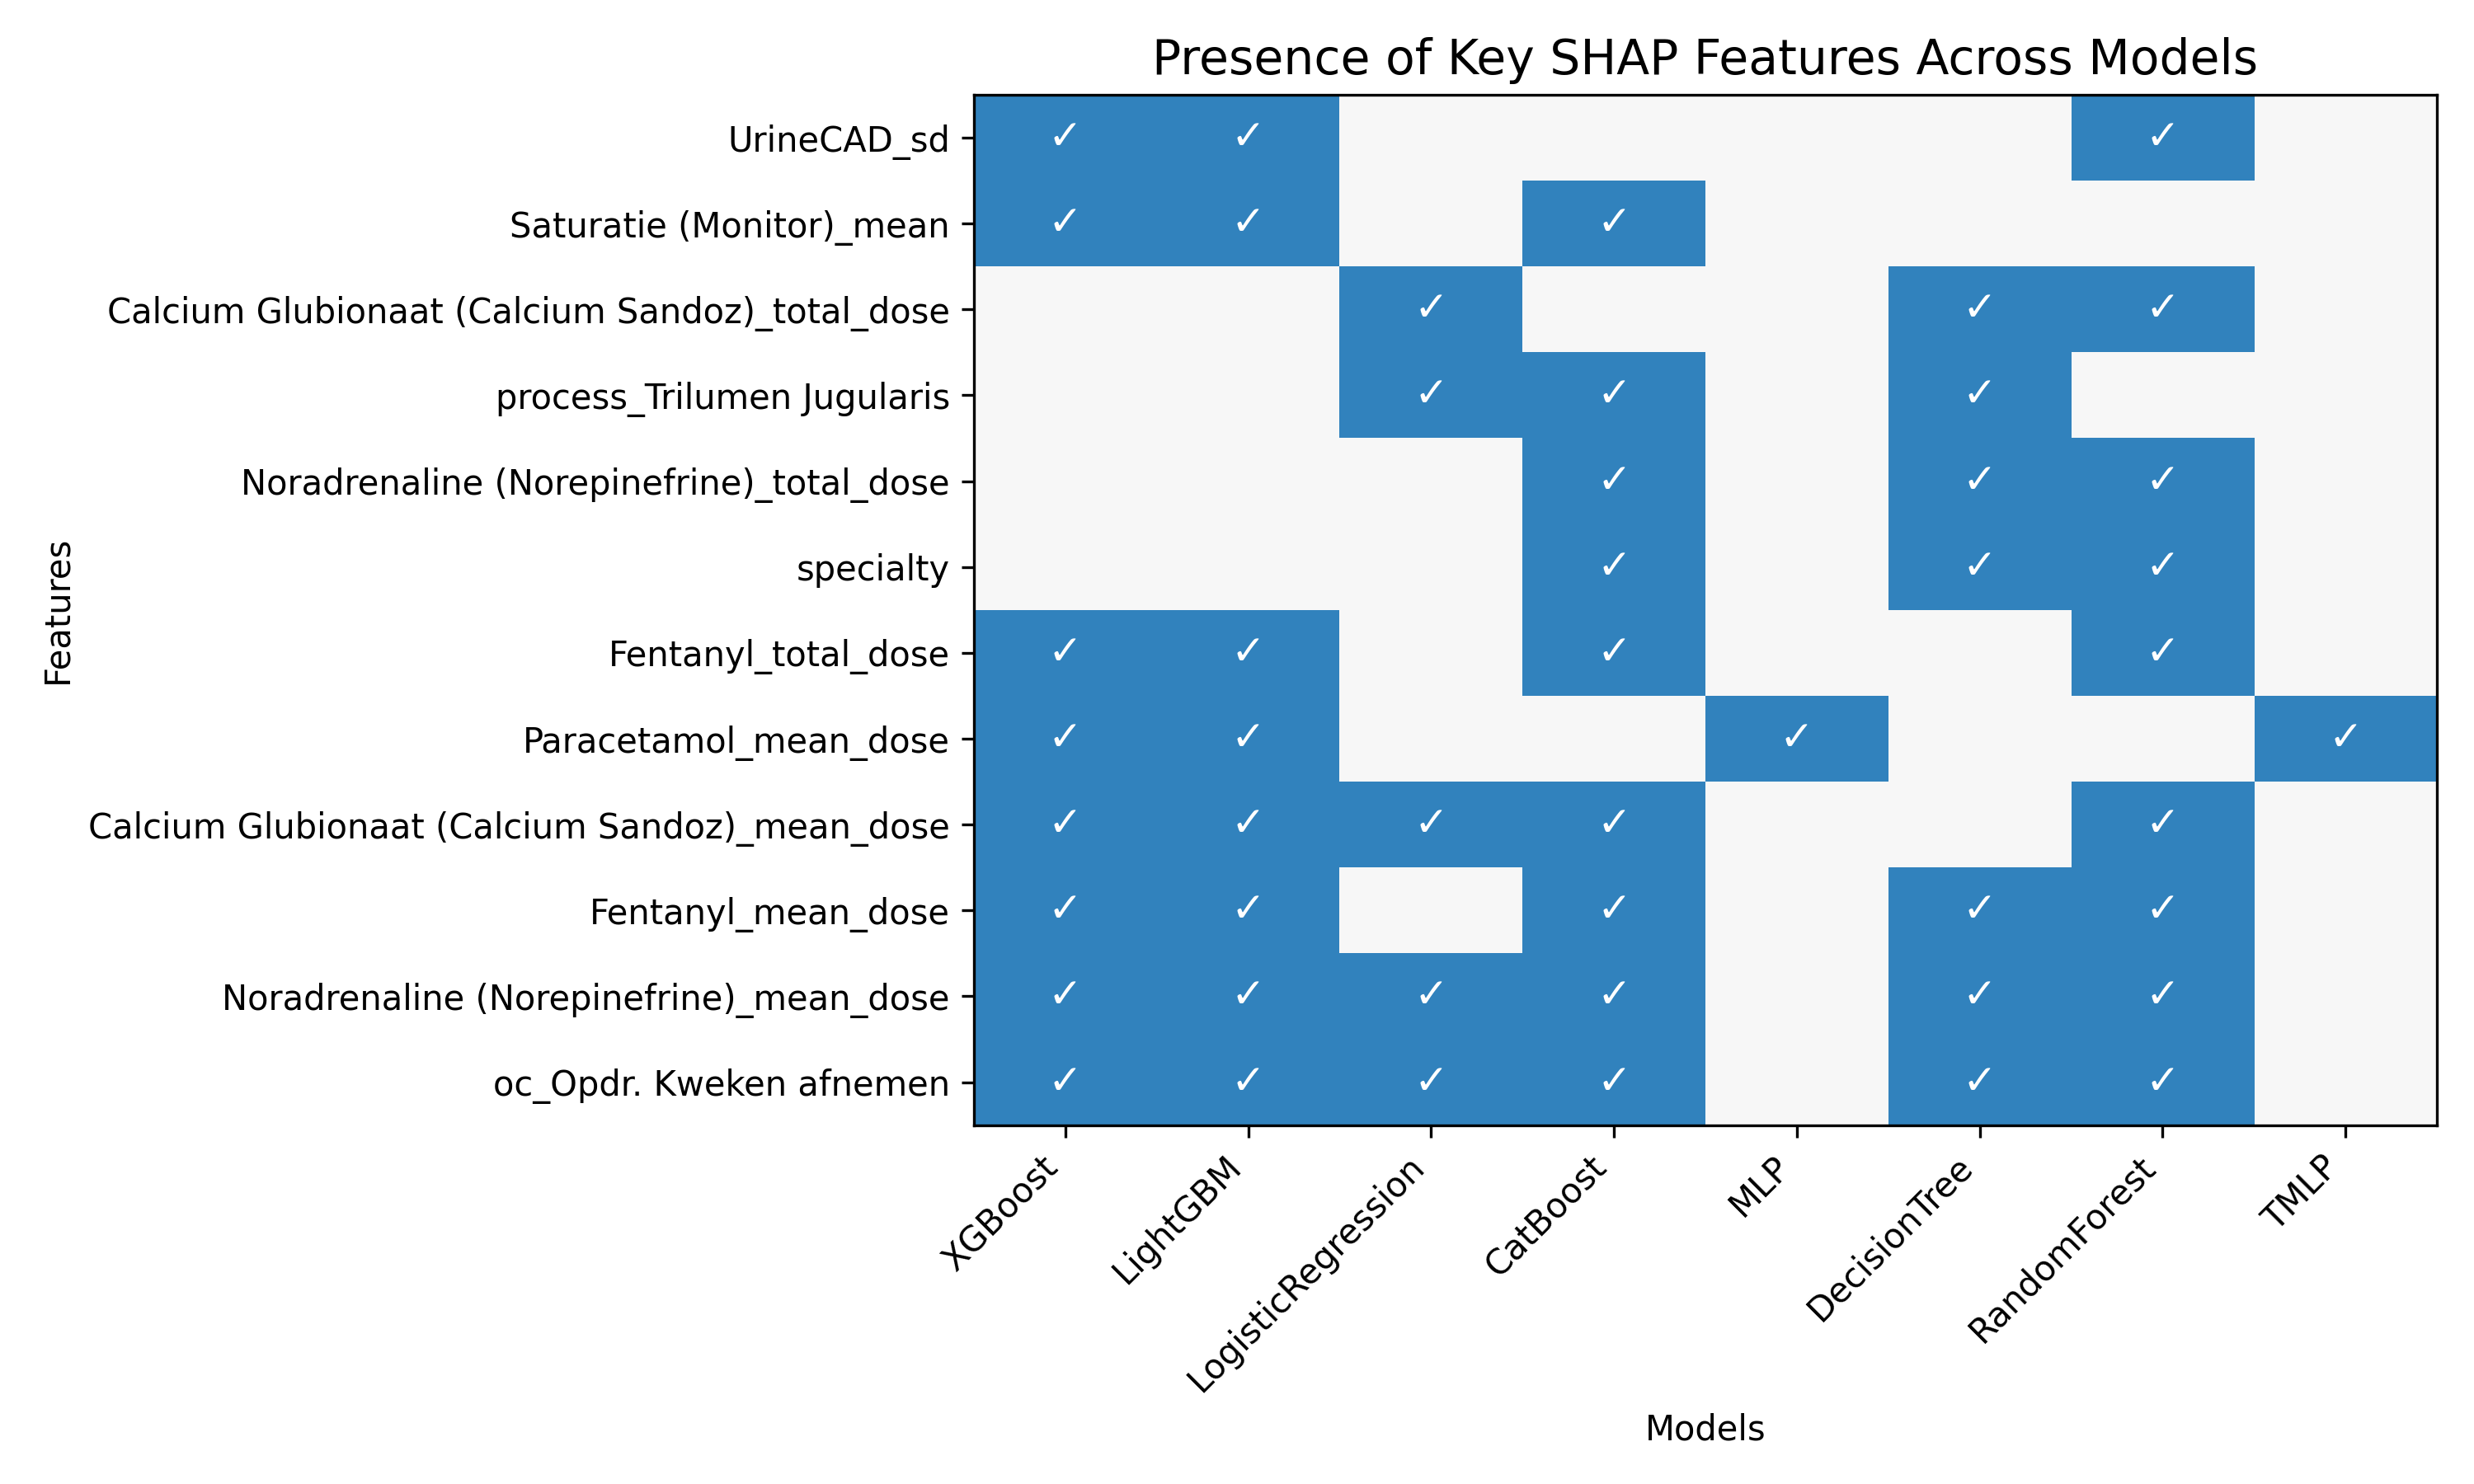 Presence of Key SHAP Features Across Models
UrineCAD_sd ✓ ✓ ✓
Saturatie (Monitor)_mean ✓ ✓ ✓
Calcium Glubionaat (Calcium Sandoz)_total_dose ✓ ✓ ✓
process_Trilumen Jugularis ✓ ✓ ✓
Noradrenaline (Norepinefrine)_total_dose ✓ ✓ ✓
specialty ✓ ✓ ✓
Fentanyl_total_dose ✓ ✓ ✓ ✓
Paracetamol_mean_dose ✓ ✓ ✓ ✓
Calcium Glubionaat (Calcium Sandoz)_mean_dose ✓ ✓ ✓ ✓ ✓
Fentanyl_mean_dose ✓ ✓ ✓ ✓ ✓
Noradrenaline (Norepinefrine)_mean_dose ✓ ✓ ✓ ✓ ✓ ✓
oc_Opdr. Kweken afnemen ✓ ✓ ✓ ✓ ✓ ✓
Features
XGBoost
LightGBM
LogisticRegression
CatBoost
MLP
DecisionTree
RandomForest
TMLP
Models